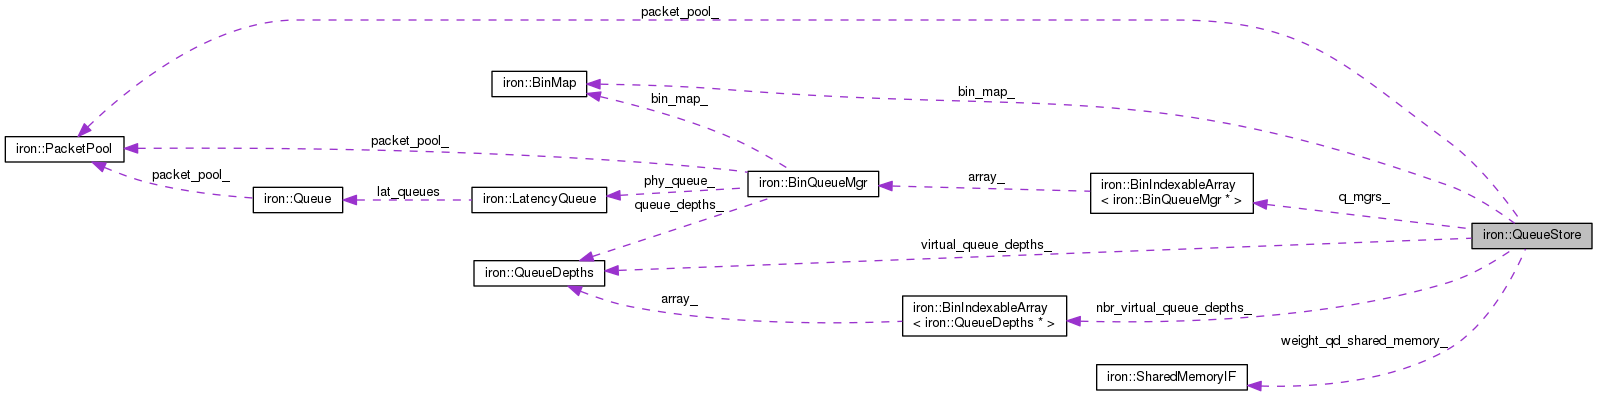 packet_pool_
iron::BinMap
bin_map_
bin_map_
iron::PacketPool
packet_pool_
packet_pool_
iron::Queue
lat_queues
iron::LatencyQueue
phy_queue_
queue_depths_
iron::BinQueueMgr
array_
iron::BinIndexableArray
< iron::BinQueueMgr * >
q_mgrs_
iron::QueueStore
virtual_queue_depths_
iron::QueueDepths
array_
iron::BinIndexableArray
< iron::QueueDepths * >
nbr_virtual_queue_depths_
weight_qd_shared_memory_
iron::SharedMemoryIF